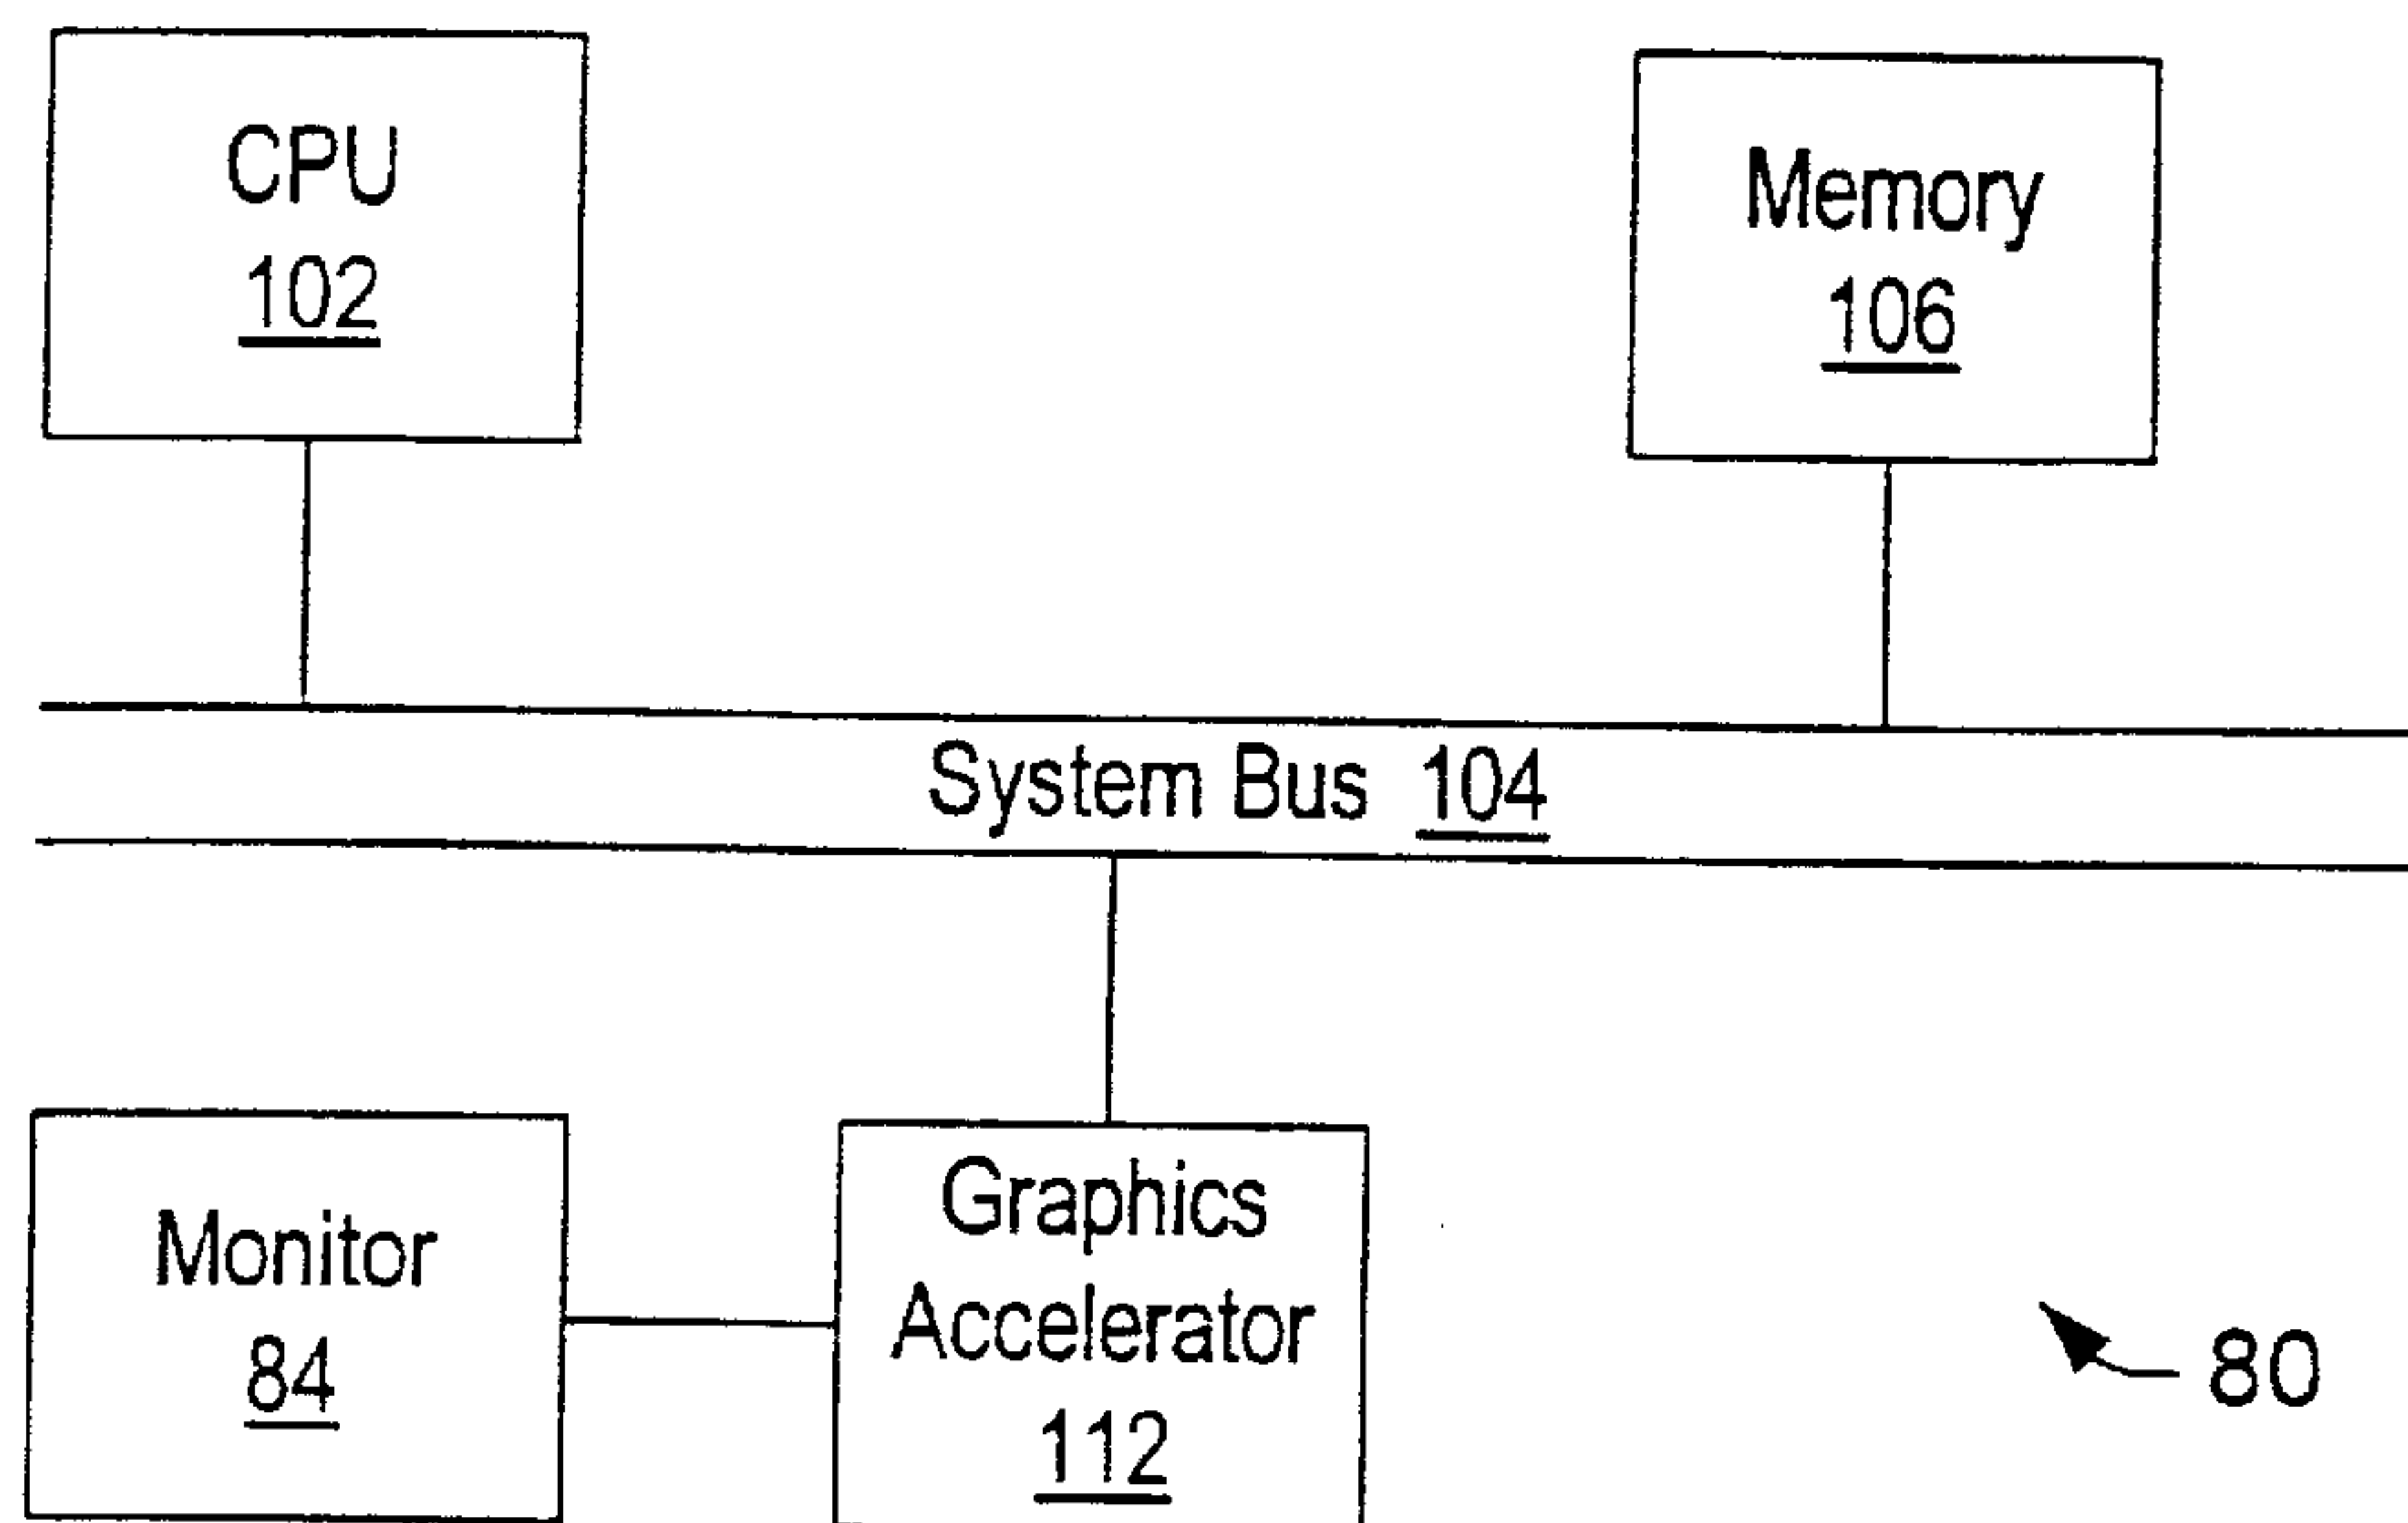 CPU
102
Memory
106
System Bus 104
Monitor
84
Graphics
Accelerator
112
80